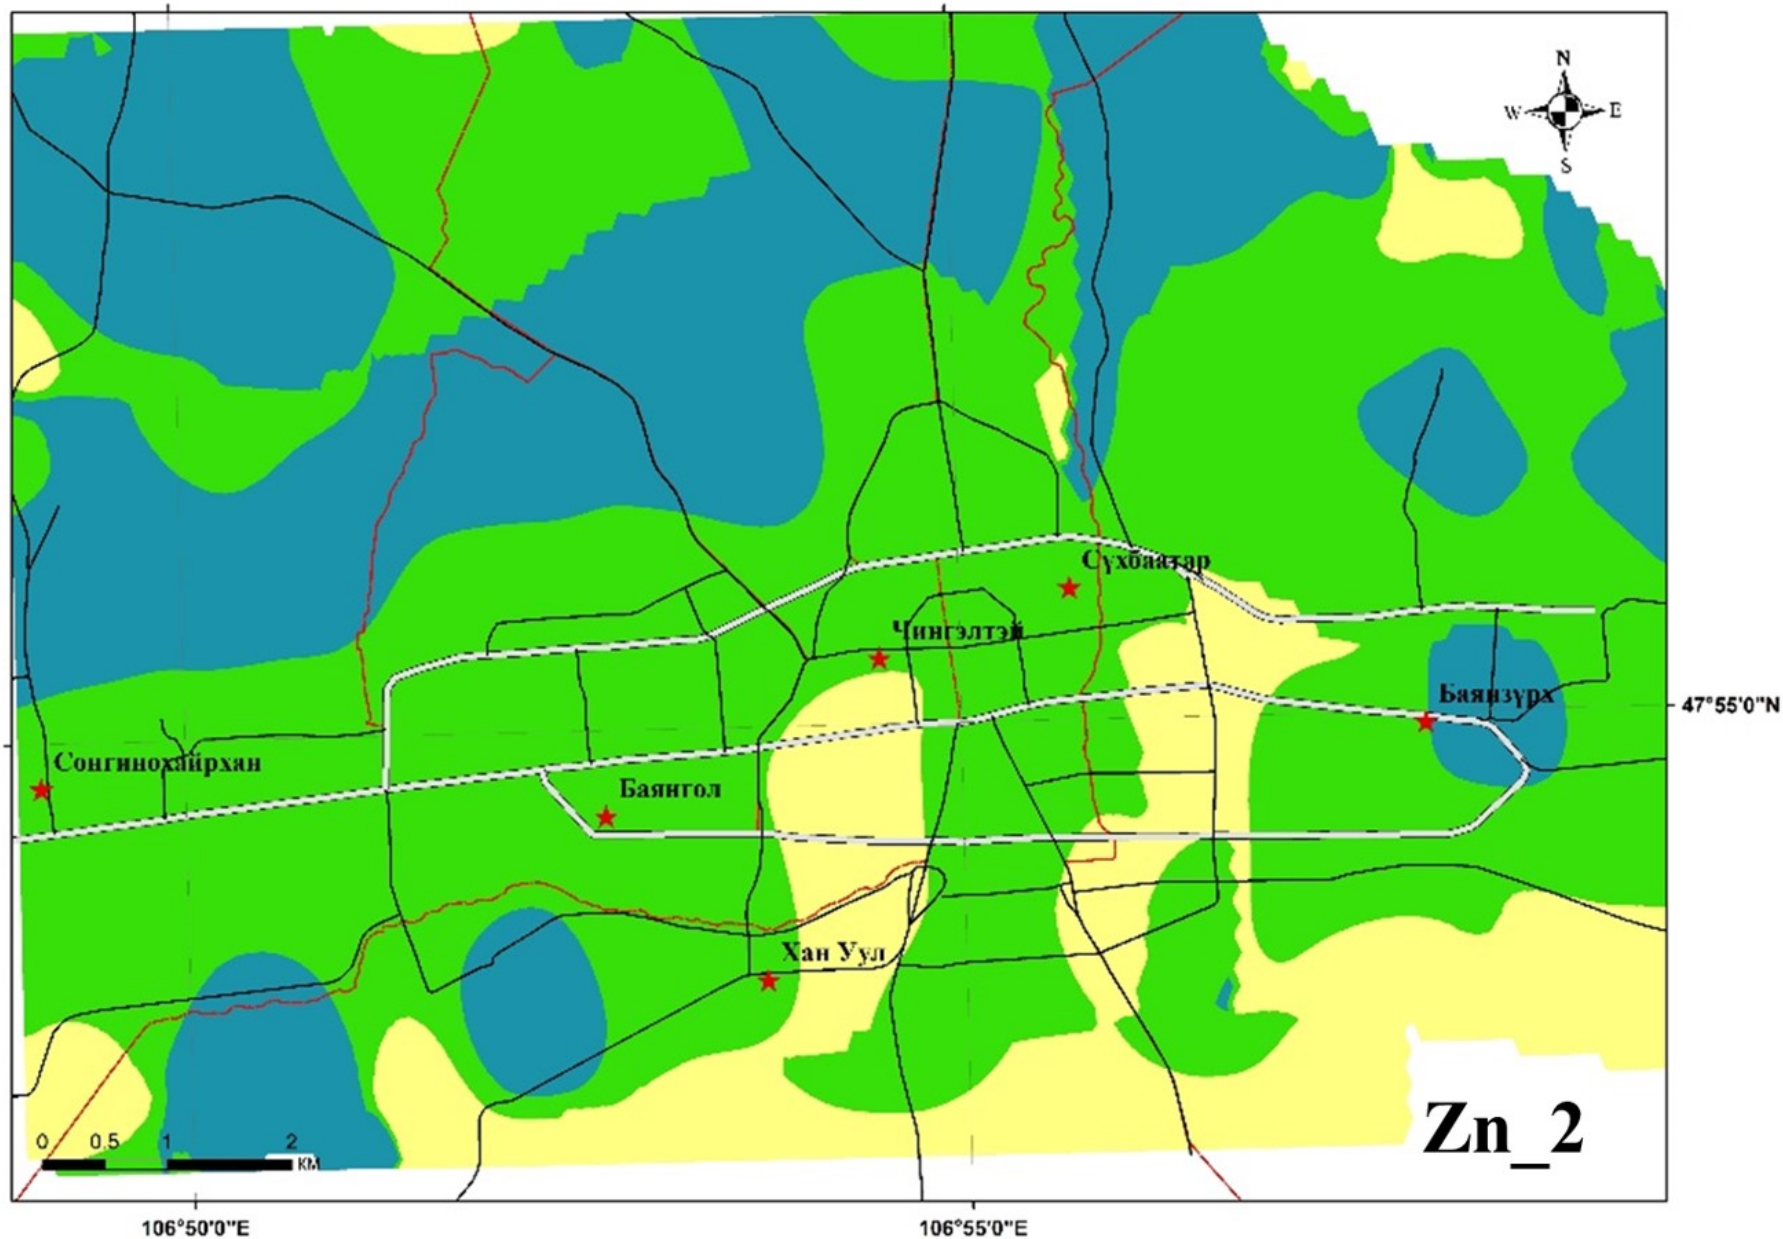 N
W E
S
Сүхбаатар
Чингэлтэй
Баянзүрх
47°55'0"N
Сонгинохайрхан
Баянгол
Хан Уул
Zn_2
0 0.5 1 2
КМ
106°50'0"E 106°55'0"E